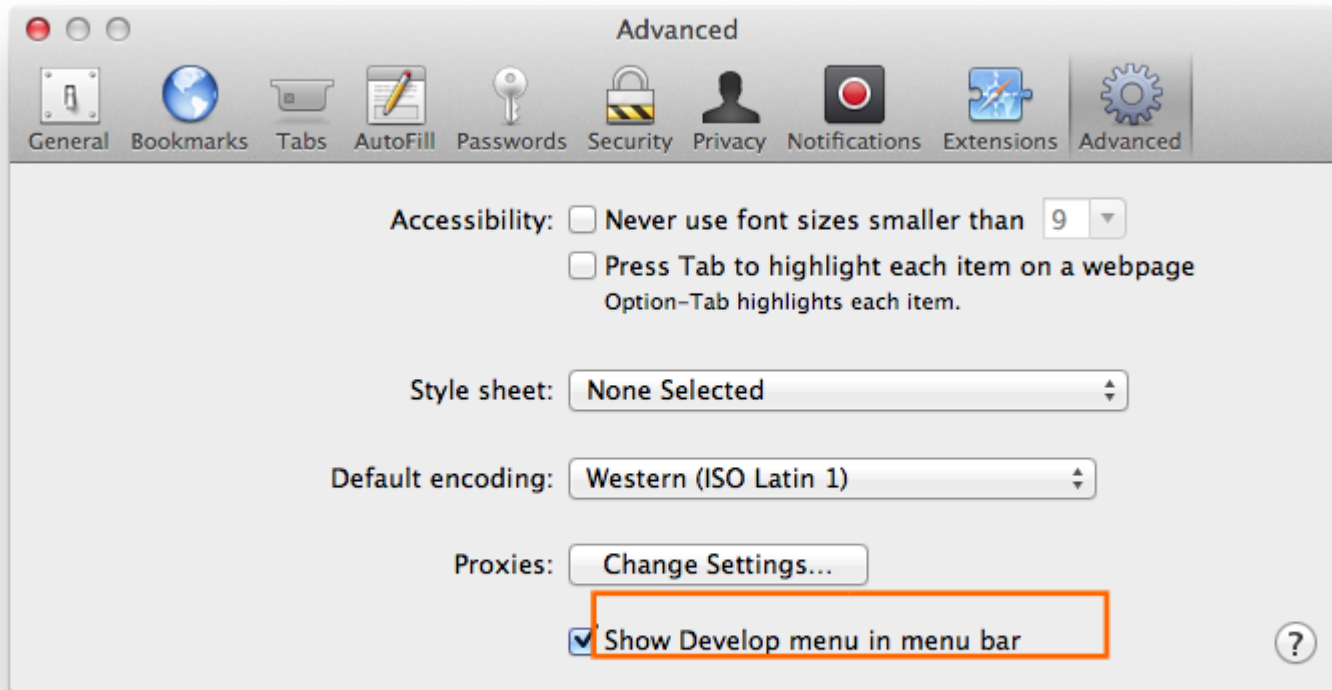 Advanced
General Bookmarks Tabs AutoFill Passwords Security Privacy Notifications Extensions Advanced
Accessibility: Never use font sizes smaller than 9
Press Tab to highlight each item on a webpage
Option-Tab highlights each item.
Style sheet: None Selected
Default encoding: Western (ISO Latin 1)
Proxies: Change Settings...
Show Develop menu in menu bar ?